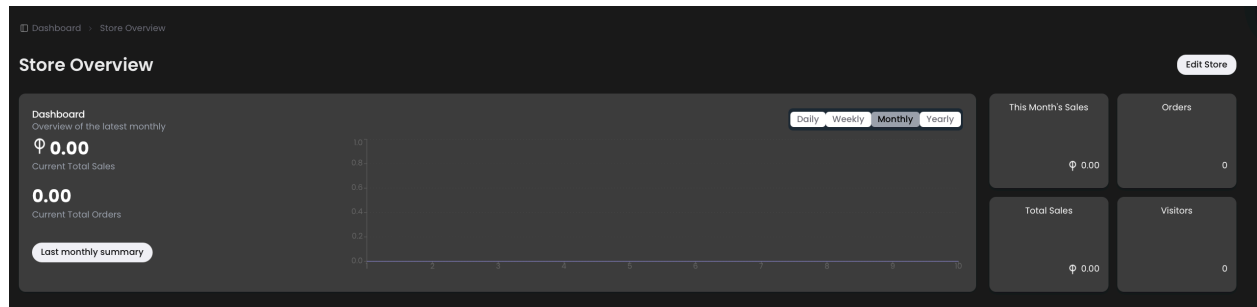 Dashboard > Store Overview
Store Overview
Edit Store
Dashboard
Overview of the latest monthly
Daily Weekly Monthly Yearly
⌽ 0.00
Current Total Sales
0.00
Current Total Orders
Last monthly summary
1.0
0.8
0.6
0.4
0.2
0.0
1 2 3 4 5 6 7 8 9 10
This Month's Sales
⌽ 0.00
Orders
0
Total Sales
⌽ 0.00
Visitors
0